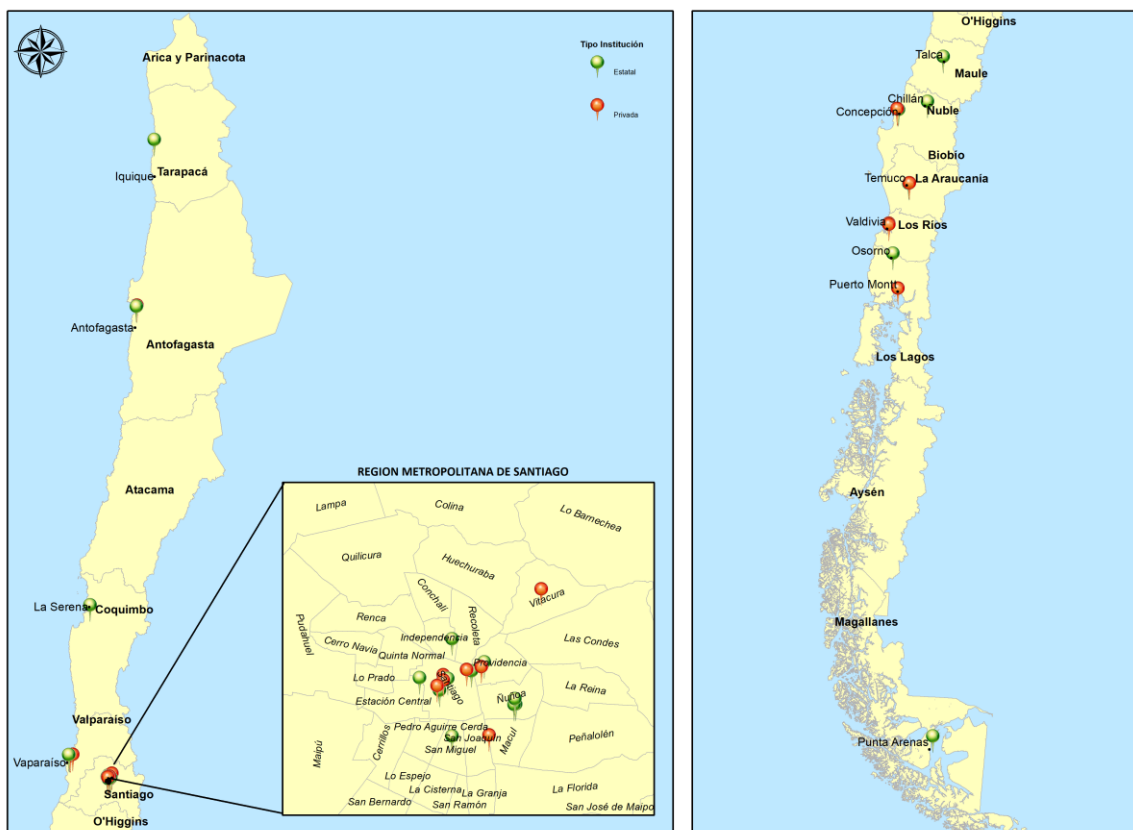 Arica y Parinacota
Tipo Institución
Estatal
Privada
Iquique
Tarapacá
Antofagasta
Antofagasta
Atacama
La Serena
Coquimbo
Valparaíso
Vaparaíso
Santiago
O'Higgins
REGION METROPOLITANA DE SANTIAGO
Lampa
Colina
Lo Barnechea
Quilicura
Huechuraba
Conchalí
Vitacura
Recoleta
Renca
Independencia
Las Condes
Pudahuel
Cerro Navia
Quinta Normal
Providencia
Lo Prado
Santiago
La Reina
Estación Central
Ñuñoa
Pedro Aguirre Cerda
San Joaquín
Macul
Peñalolén
Maipú
Cerrillos
San Miguel
Lo Espejo
La Cisterna
La Granja
La Florida
San Bernardo
San Ramón
San José de Maipo
O'Higgins
Talca
Maule
Chillán
Ñuble
Concepción
Biobio
Temuco
La Araucanía
Valdivia
Los Ríos
Osorno
Puerto Montt
Los Lagos
Aysén
Magallanes
Punta Arenas